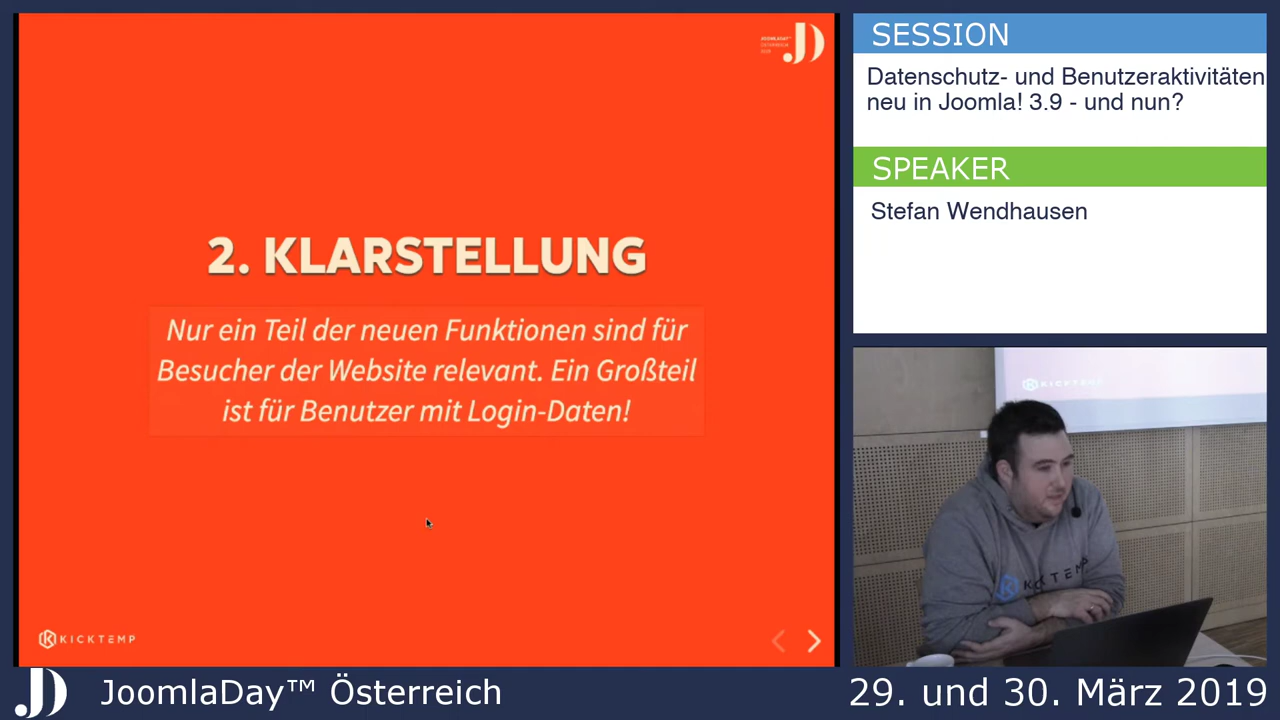 SESSION
Datenschutz- und Benutzeraktivitäten
neu in Joomla! 3.9 - und nun?
SPEAKER
Stefan Wendhausen
2. KLARSTELLUNG
Nur ein Teil der neuen Funktionen sind für
Besucher der Website relevant. Ein Großteil
ist für Benutzer mit Login-Daten!
KICKTEMP
KICKTEMP
KICKTEMP
JoomlaDay™ Österreich
29. und 30. März 2019